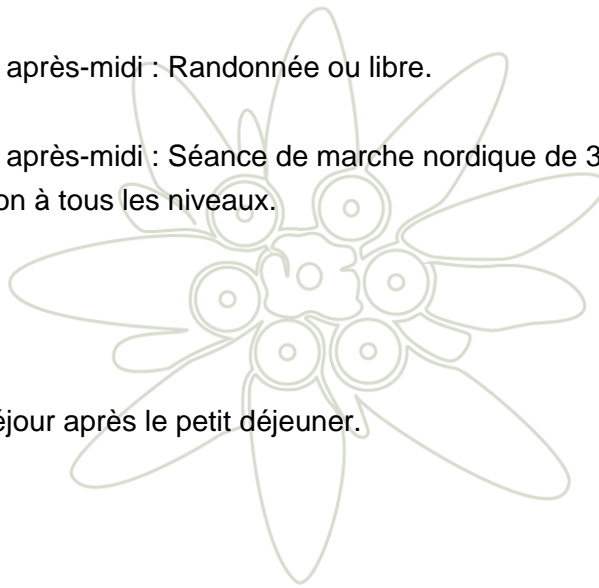 après-midi : Randonnée ou libre.
après-midi : Séance de marche nordique de 3
on à tous les niveaux.
éjour après le petit déjeuner.